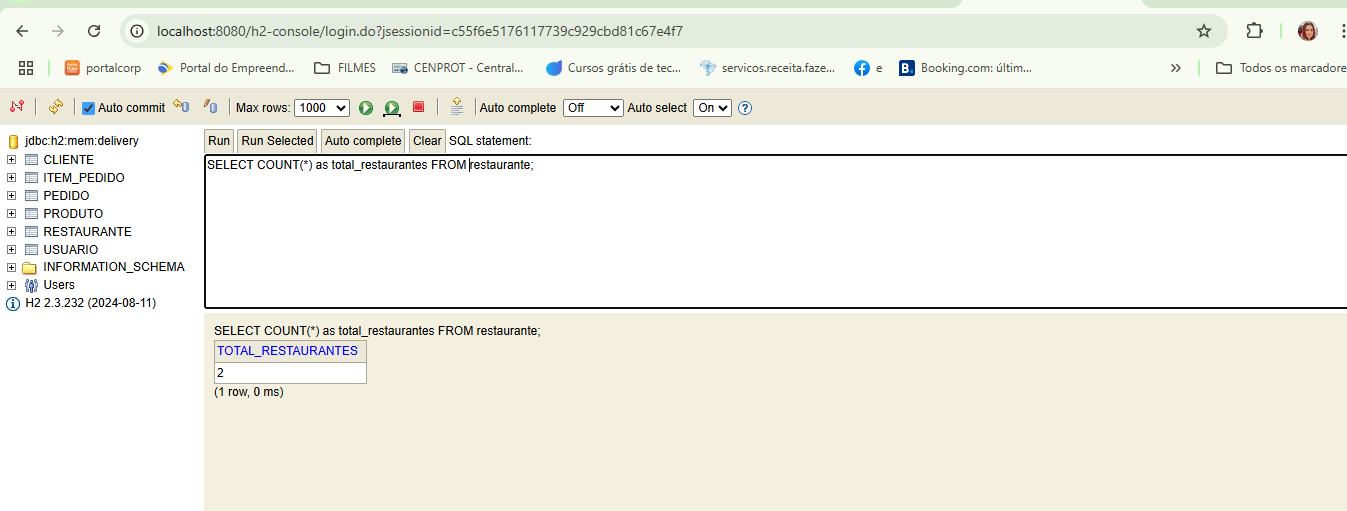 localhost:8080/h2-console/login.do?jsessionid=c55f6e5176117739c929cbd81c67e4f7
portalcorp Portal do Empreend... FILMES CENPROT - Central... Cursos grátis de tec... servicos.receita.faze... e Booking.com: últim... » Todos os marcadore
Auto commit Max rows: 1000 Auto complete Off Auto select On
jdbc:h2:mem:delivery
CLIENTE
ITEM_PEDIDO
PEDIDO
PRODUTO
RESTAURANTE
USUARIO
INFORMATION_SCHEMA
Users
H2 2.3.232 (2024-08-11)
Run Run Selected Auto complete Clear SQL statement:
SELECT COUNT(*) as total_restaurantes FROM restaurante;
SELECT COUNT(*) as total_restaurantes FROM restaurante;
TOTAL_RESTAURANTES
2
(1 row, 0 ms)